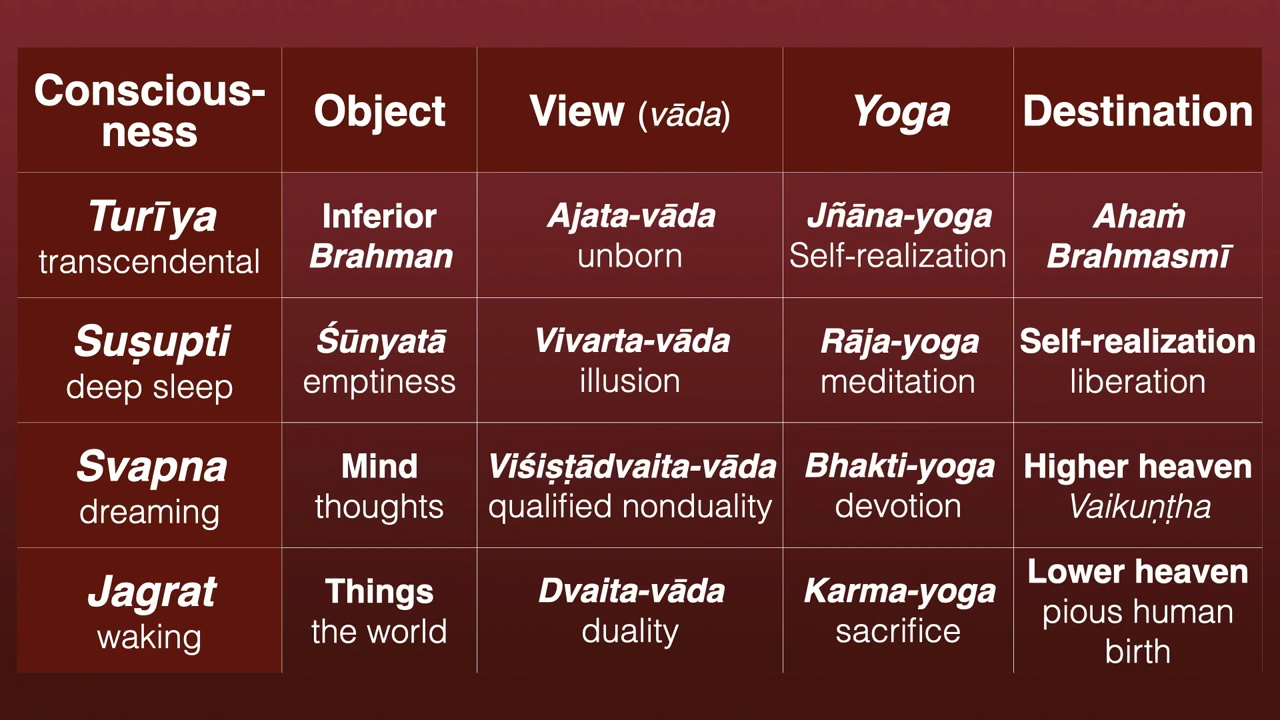 Conscious-
ness
Object
View (vāda)
Yoga
Destination
Turīya
transcendental
Inferior
Brahman
Ajata-vāda
unborn
Jñāna-yoga
Self-realization
Ahaṁ
Brahmasmī
Suṣupti
deep sleep
Śūnyatā
emptiness
Vivarta-vāda
illusion
Rāja-yoga
meditation
Self-realization
liberation
Svapna
dreaming
Mind
thoughts
Viśiṣṭādvaita-vāda
qualified nonduality
Bhakti-yoga
devotion
Higher heaven
Vaikuṇṭha
Jagrat
waking
Things
the world
Dvaita-vāda
duality
Karma-yoga
sacrifice
Lower heaven
pious human
birth